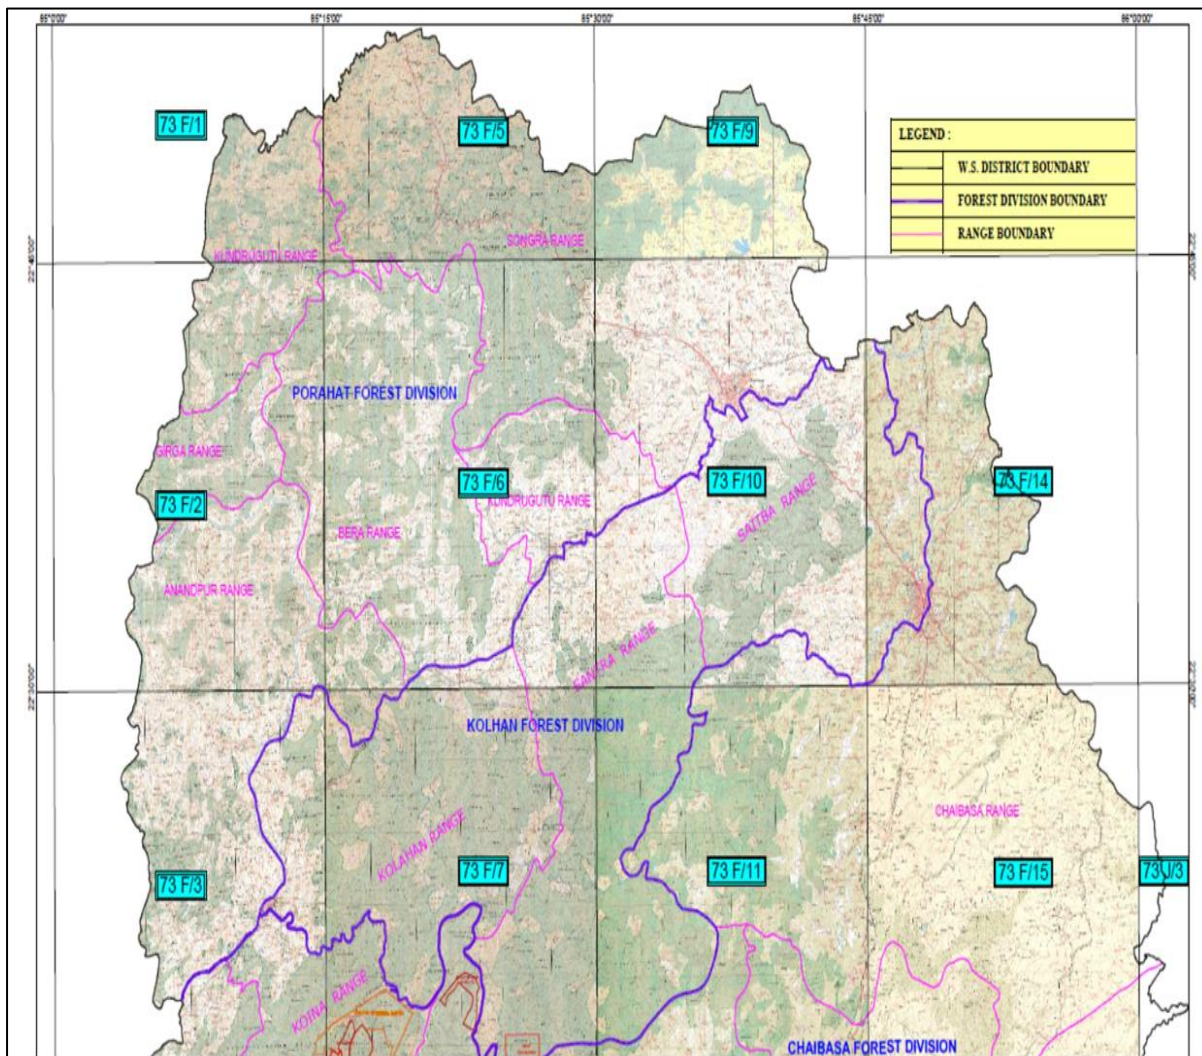 85°0'00" 85°15'00" 85°30'00" 85°45'00" 86°00'00"
73 F/1 73 F/5 73 F/9
LEGEND :
W.S. DISTRICT BOUNDARY
FOREST DIVISION BOUNDARY
RANGE BOUNDARY
SONGRA RANGE
KUNDRUGUTU RANGE
PORAHAT FOREST DIVISION
GIRGA RANGE
73 F/2 73 F/6 73 F/10 73 F/14
KUNDRUGUTU RANGE
SAITBA RANGE
BERA RANGE
ANANDPUR RANGE
SANTRA RANGE
22°30'00" 22°30'00"
KOLHAN FOREST DIVISION
CHAIBASA RANGE
KOLAHAN RANGE
73 F/3 73 F/7 73 F/11 73 F/15 73 J/3
KOINA RANGE
CHAIBASA FOREST DIVISION